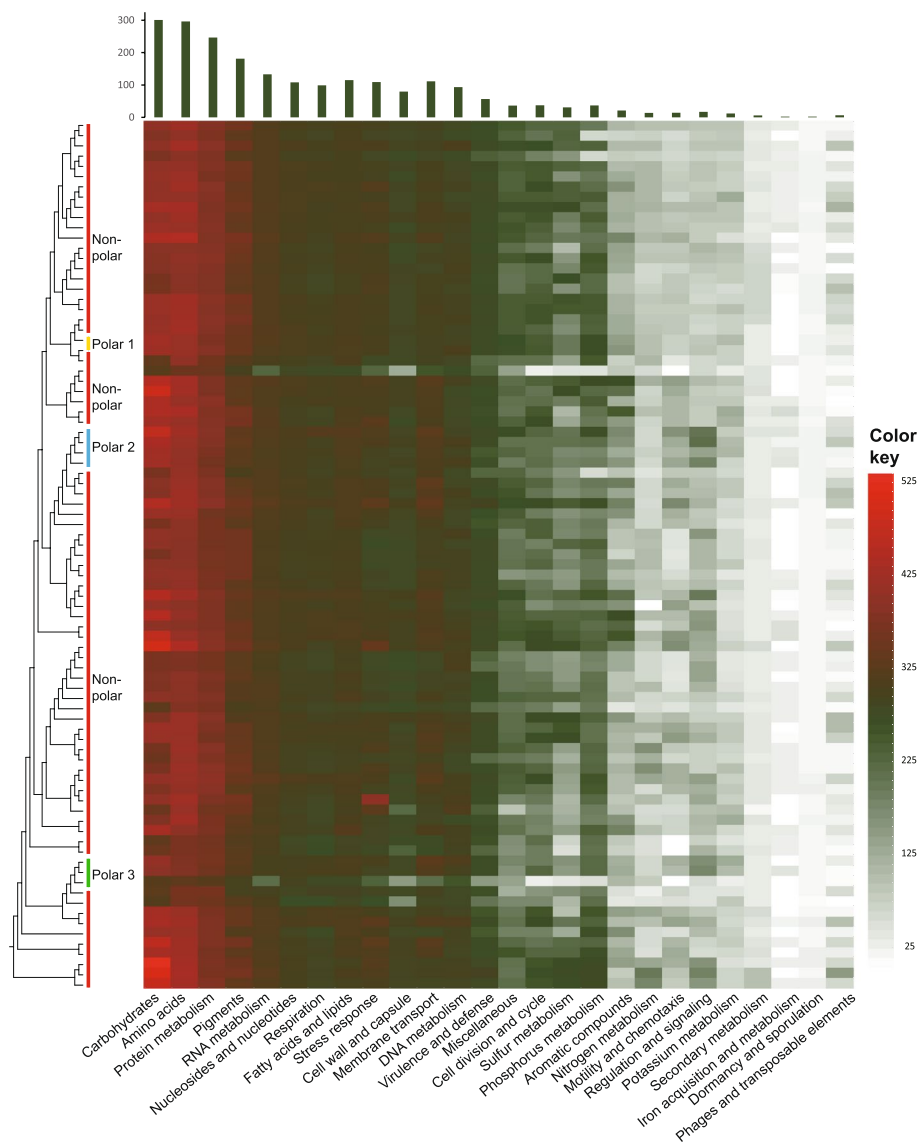 300
200
100
0
Non-
polar
Polar 1
Non-
polar
Polar 2
Non-
polar
Polar 3
Color
key
525
425
325
225
125
25
Carbohydrates
Amino acids
Protein metabolism
Pigments
RNA metabolism
Nucleosides and nucleotides
Respiration
Fatty acids and lipids
Stress response
Cell wall and capsule
Membrane transport
DNA metabolism
Virulence and defense
Miscellaneous
Cell division and cycle
Sulfur metabolism
Phosphorus metabolism
Aromatic compounds
Nitrogen metabolism
Motility and chemotaxis
Regulation and signaling
Potassium metabolism
Secondary metabolism
Iron acquisition and metabolism
Dormancy and sporulation
Phages and transposable elements